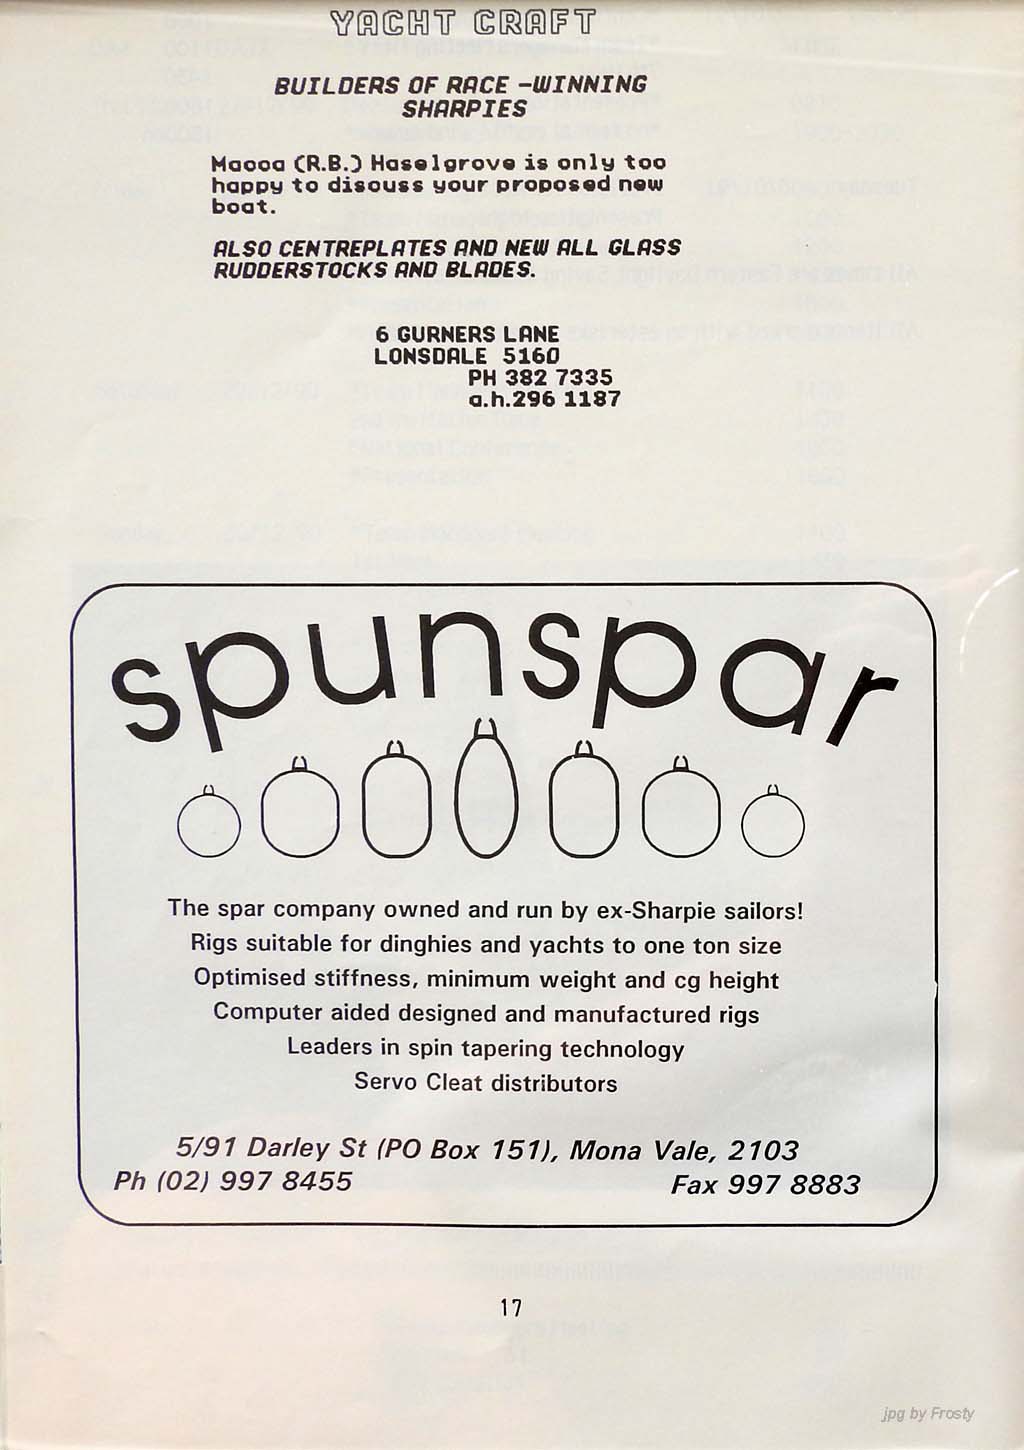 YACHT CRAFT
BUILDERS OF RACE -WINNING
SHARPIES
Macca (R.B.) Haselgrove is only too
happy to discuss your proposed new
boat.
ALSO CENTREPLATES AND NEW ALL GLASS
RUDDERSTOCKS AND BLADES.
6 GURNERS LANE
LONSDALE 5160
PH 382 7335
a.h.296 1187
spunspar
The spar company owned and run by ex-Sharpie sailors!
Rigs suitable for dinghies and yachts to one ton size
Optimised stiffness, minimum weight and cg height
Computer aided designed and manufactured rigs
Leaders in spin tapering technology
Servo Cleat distributors
5/91 Darley St (PO Box 151), Mona Vale, 2103
Ph (02) 997 8455 Fax 997 8883
17
jpg by Frosty